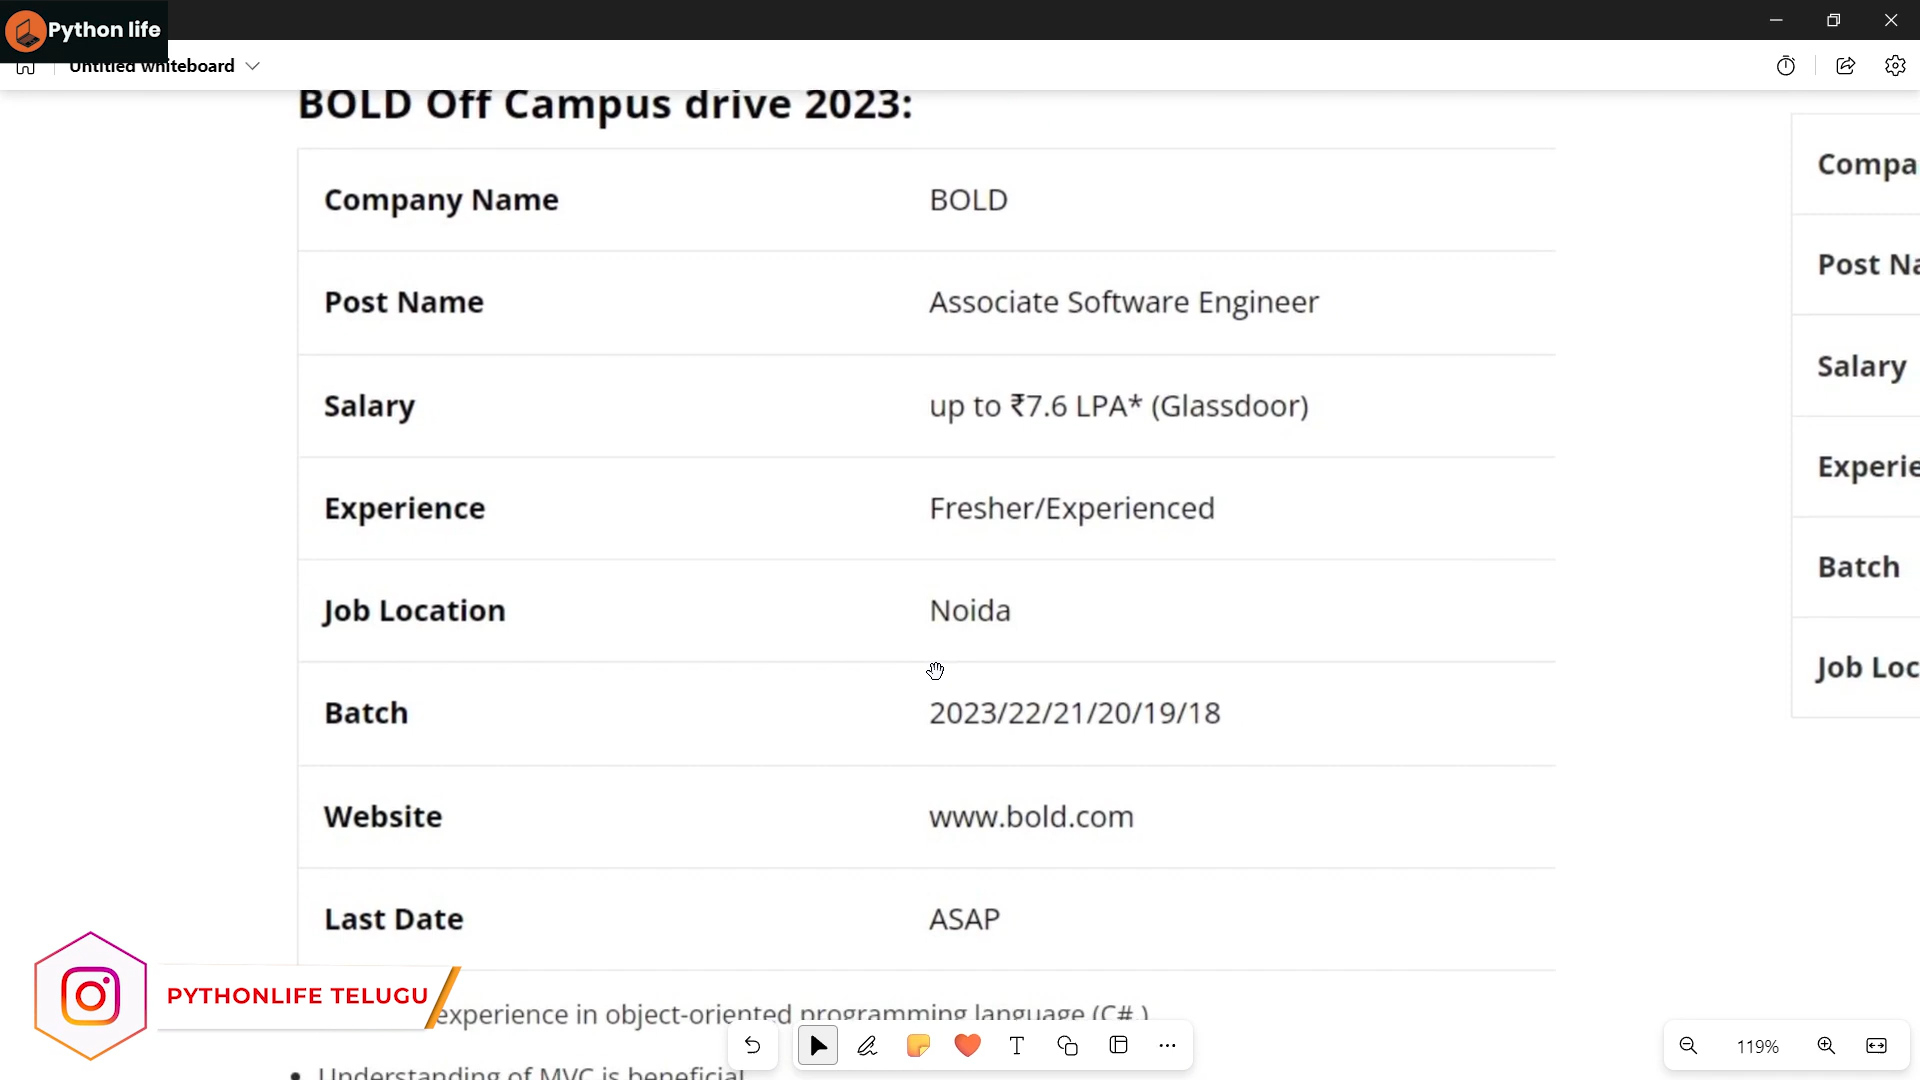 Python life
Untitled whiteboard
BOLD Off Campus drive 2023:
Company Name BOLD
Post Name Associate Software Engineer
Salary up to ₹7.6 LPA* (Glassdoor)
Experience Fresher/Experienced
Job Location Noida
Batch 2023/22/21/20/19/18
Website www.bold.com
Last Date ASAP
experience in object-oriented programming language (C#.)
Understanding of MVC is beneficial
Compa
Post Na
Salary
Experie
Batch
Job Loc
PYTHONLIFE TELUGU
119%